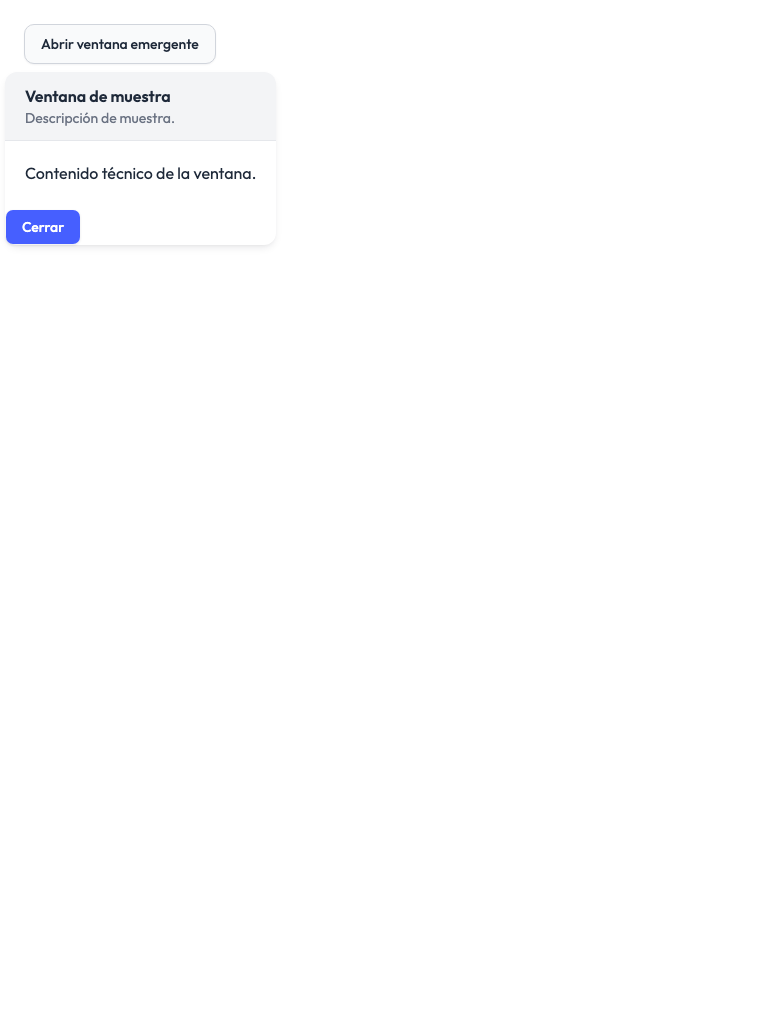 Abrir ventana emergente
Ventana de muestra
Descripción de muestra.
Contenido técnico de la ventana.
Cerrar